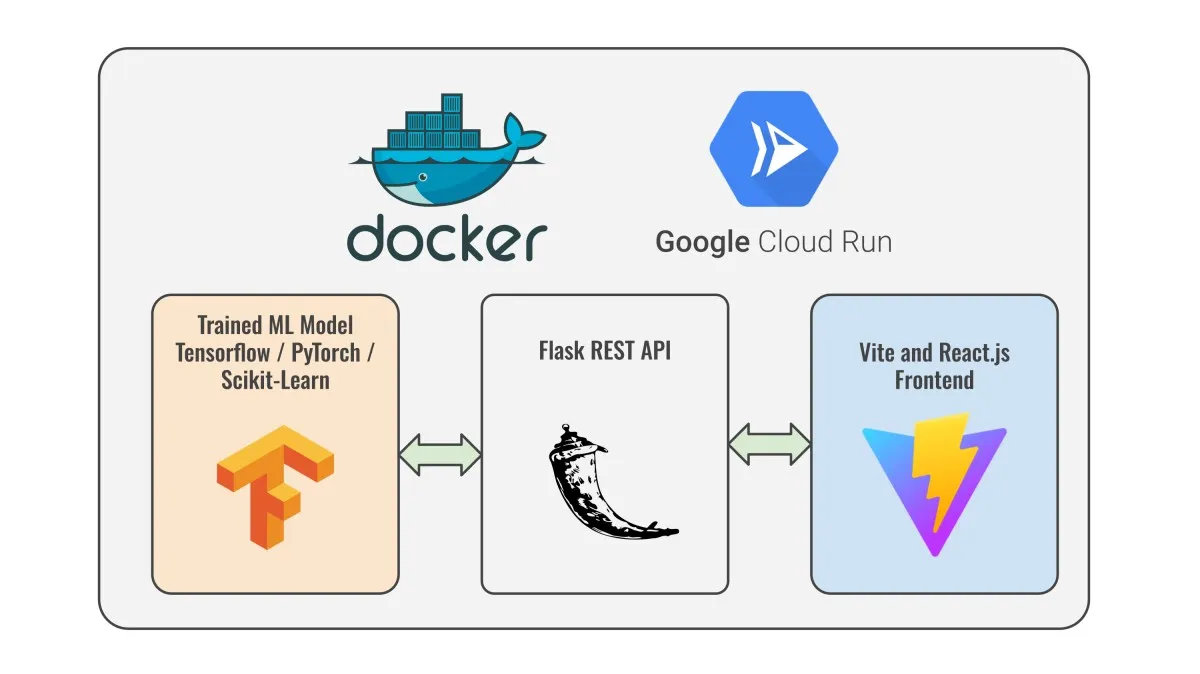 docker
Google Cloud Run
Trained ML Model
Tensorflow / PyTorch /
Scikit-Learn
Flask REST API
Vite and React.js
Frontend